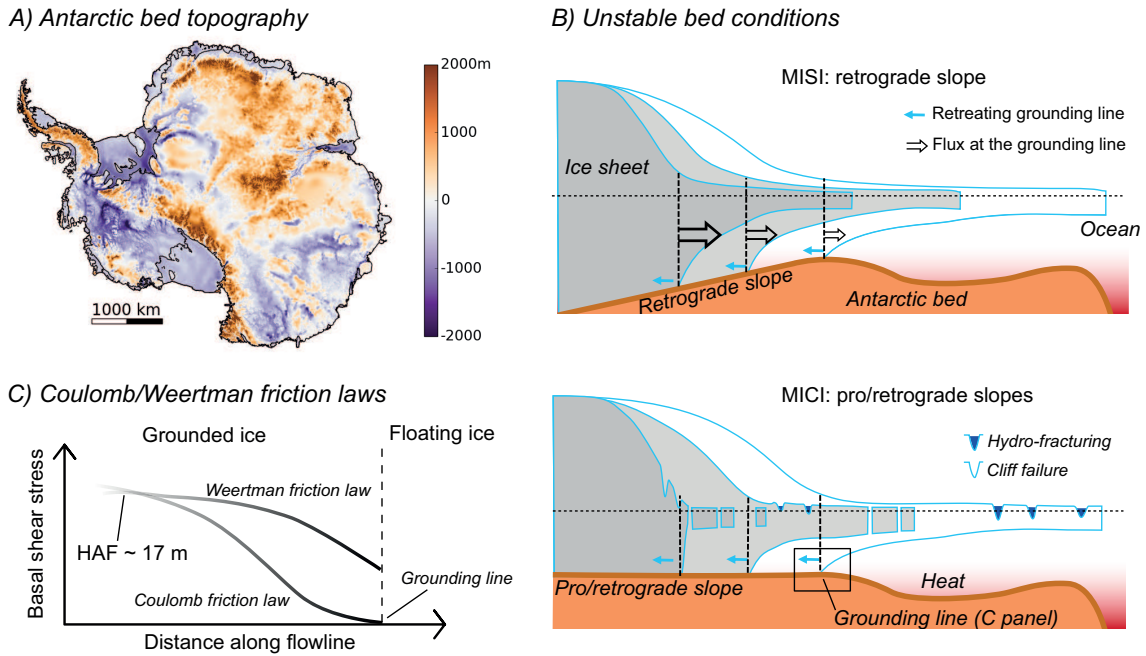 A) Antarctic bed topography
2000m
1000
0
-1000
-2000
1000 km
B) Unstable bed conditions
MISI: retrograde slope
Retreating grounding line
Flux at the grounding line
Ice sheet
Ocean
Retrograde slope
Antarctic bed
C) Coulomb/Weertman friction laws
Grounded ice
Floating ice
Basal shear stress
Weertman friction law
HAF ~ 17 m
Coulomb friction law
Grounding line
Distance along flowline
MICI: pro/retrograde slopes
Hydro-fracturing
Cliff failure
Pro/retrograde slope
Heat
Grounding line (C panel)